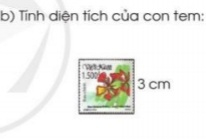 b) Tính diện tích của con tem:
Việt Nam
1.500
3 cm